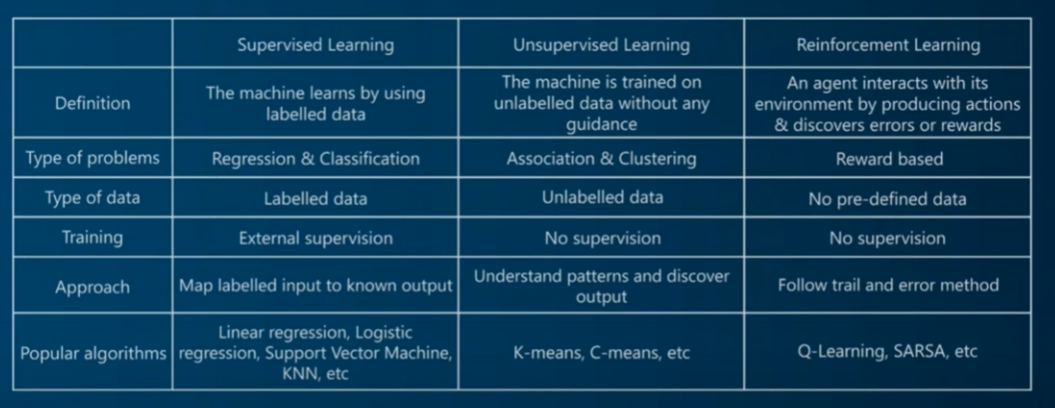 Supervised Learning
Unsupervised Learning
Reinforcement Learning
Definition
The machine learns by using
labelled data
The machine is trained on
unlabelled data without any
guidance
An agent interacts with its
environment by producing actions
& discovers errors or rewards
Type of problems
Regression & Classification
Association & Clustering
Reward based
Type of data
Labelled data
Unlabelled data
No pre-defined data
Training
External supervision
No supervision
No supervision
Approach
Map labelled input to known output
Understand patterns and discover
output
Follow trail and error method
Popular algorithms
Linear regression, Logistic
regression, Support Vector Machine,
KNN, etc
K-means, C-means, etc
Q-Learning, SARSA, etc